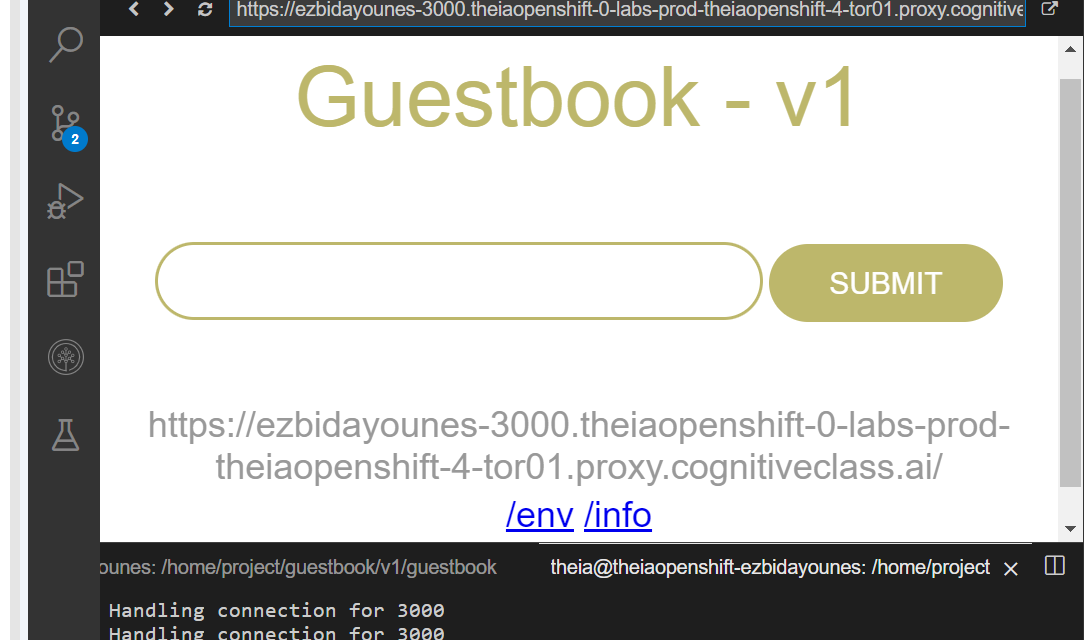 https://ezbidayounes-3000.theiaopenshift-0-labs-prod-theiaopenshift-4-tor01.proxy.cognitive
Guestbook - v1
SUBMIT
2
https://ezbidayounes-3000.theiaopenshift-0-labs-prod-
theiaopenshift-4-tor01.proxy.cognitiveclass.ai/
/env /info
ounes: /home/project/guestbook/v1/guestbook theia@theiaopenshift-ezbidayounes: /home/project
Handling connection for 3000
Handling connection for 3000